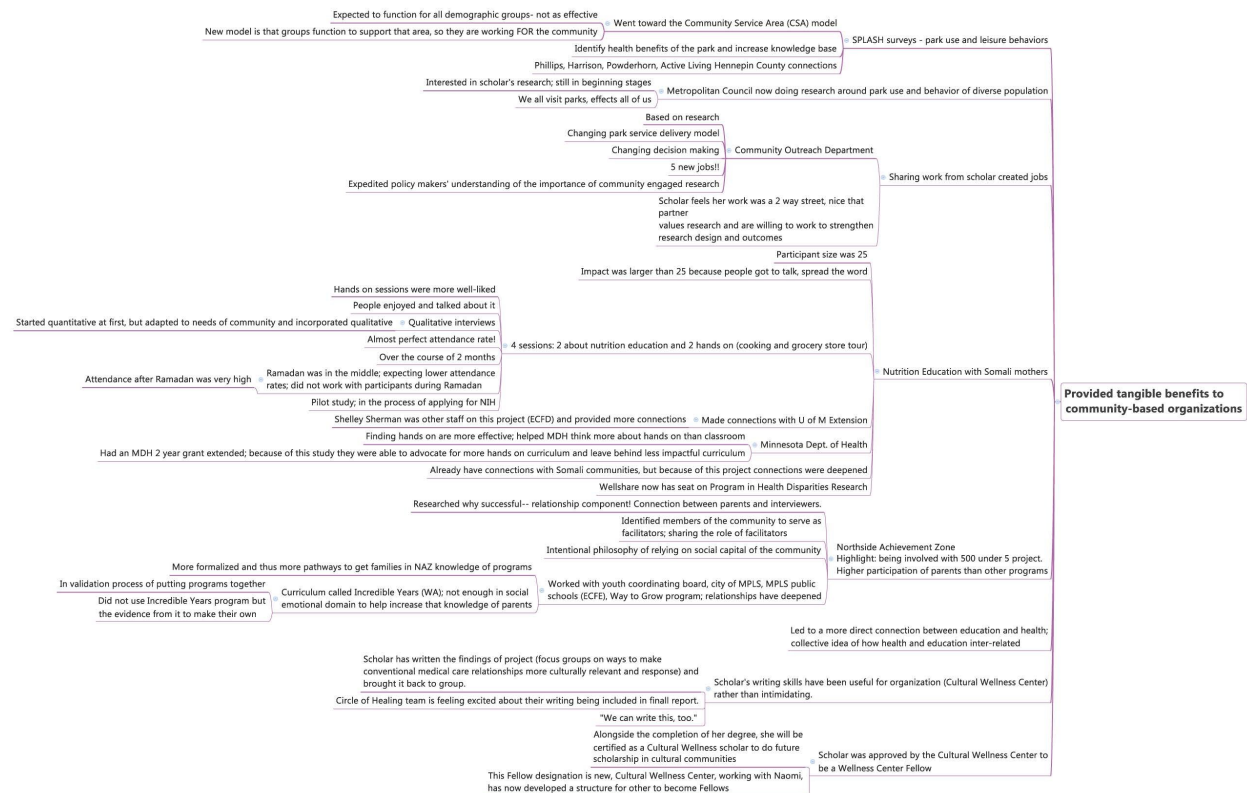 Expected to function for all demographic groups- not as effective
New model is that groups function to support that area, so they are working FOR the community
Went toward the Community Service Area (CSA) model
Identify health benefits of the park and increase knowledge base
Phillips, Harrison, Powderhorn, Active Living Hennepin County connections
SPLASH surveys - park use and leisure behaviors
Interested in scholar's research; still in beginning stages
We all visit parks, effects all of us
Metropolitan Council now doing research around park use and behavior of diverse population
Based on research
Changing park service delivery model
Changing decision making
5 new jobs!!
Expedited policy makers' understanding of the importance of community engaged research
Community Outreach Department
Scholar feels her work was a 2 way street, nice that
partner
values research and are willing to work to strengthen
research design and outcomes
Sharing work from scholar created jobs
Participant size was 25
Impact was larger than 25 because people got to talk, spread the word
Hands on sessions were more well-liked
People enjoyed and talked about it
Started quantitative at first, but adapted to needs of community and incorporated qualitative
Qualitative interviews
Almost perfect attendance rate!
Over the course of 2 months
Attendance after Ramadan was very high
Ramadan was in the middle; expecting lower attendance
rates; did not work with participants during Ramadan
Pilot study; in the process of applying for NIH
4 sessions: 2 about nutrition education and 2 hands on (cooking and grocery store tour)
Shelley Sherman was other staff on this project (ECFD) and provided more connections
Made connections with U of M Extension
Finding hands on are more effective; helped MDH think more about hands on than classroom
Had an MDH 2 year grant extended; because of this study they were able to advocate for more hands on curriculum and leave behind less impactful curriculum
Minnesota Dept. of Health
Already have connections with Somali communities, but because of this project connections were deepened
Wellshare now has seat on Program in Health Disparities Research
Nutrition Education with Somali mothers
Provided tangible benefits to
community-based organizations
Researched why successful-- relationship component! Connection between parents and interviewers.
Identified members of the community to serve as
facilitators; sharing the role of facilitators
Intentional philosophy of relying on social capital of the community
More formalized and thus more pathways to get families in NAZ knowledge of programs
In validation process of putting programs together
Did not use Incredible Years program but
the evidence from it to make their own
Curriculum called Incredible Years (WA); not enough in social
emotional domain to help increase that knowledge of parents
Worked with youth coordinating board, city of MPLS, MPLS public
schools (ECFE), Way to Grow program; relationships have deepened
Northside Achievement Zone
Highlight: being involved with 500 under 5 project.
Higher participation of parents than other programs
Led to a more direct connection between education and health;
collective idea of how health and education inter-related
Scholar has written the findings of project (focus groups on ways to make
conventional medical care relationships more culturally relevant and response) and
brought it back to group.
Circle of Healing team is feeling excited about their writing being included in finall report.
"We can write this, too."
Scholar's writing skills have been useful for organization (Cultural Wellness Center)
rather than intimidating.
Alongside the completion of her degree, she will be
certified as a Cultural Wellness scholar to do future
scholarship in cultural communities
This Fellow designation is new, Cultural Wellness Center, working with Naomi,
has now developed a structure for other to become Fellows
Scholar was approved by the Cultural Wellness Center to
be a Wellness Center Fellow